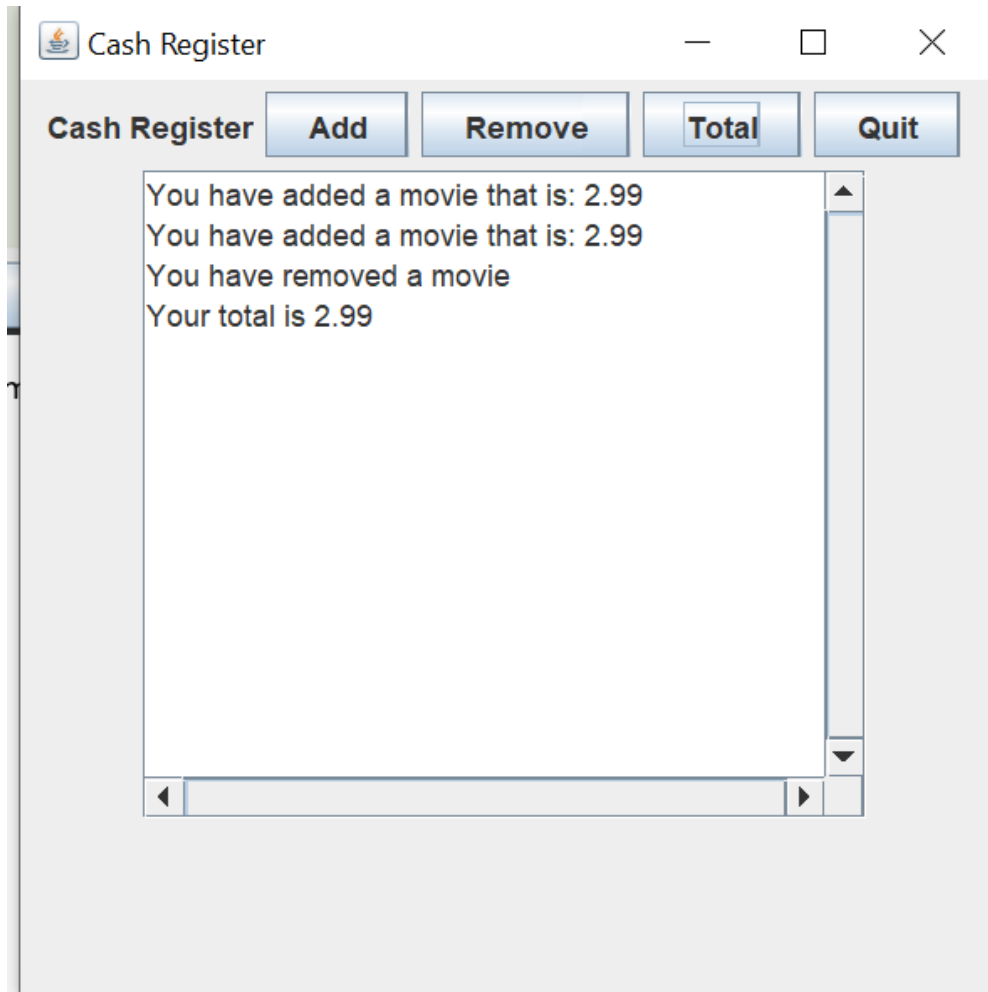 Cash Register
Cash Register Add Remove Total Quit
You have added a movie that is: 2.99
You have added a movie that is: 2.99
You have removed a movie
Your total is 2.99